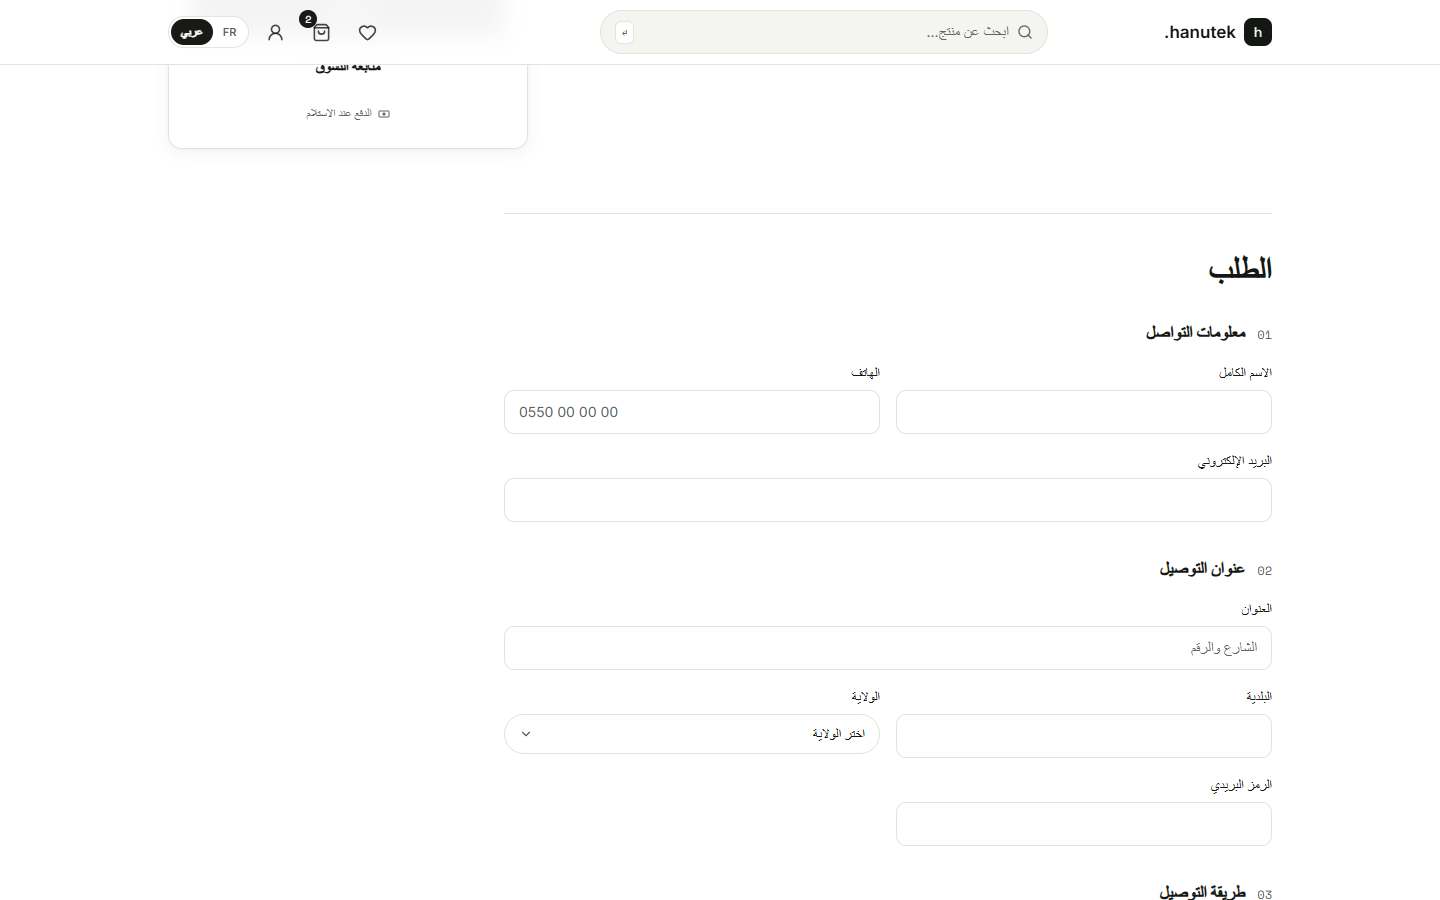 hanutek.
h
ابحث عن منتج...
↵
2
FR
عربي
متابعة التسوق
الدفع عند الاستلام
الطلب
01 معلومات التواصل
الاسم الكامل
الهاتف
0550 00 00 00
البريد الإلكتروني
02 عنوان التوصيل
العنوان
الشارع والرقم
البلدية
الولاية
اختر الولاية
الرمز البريدي
03 طريقة التوصيل